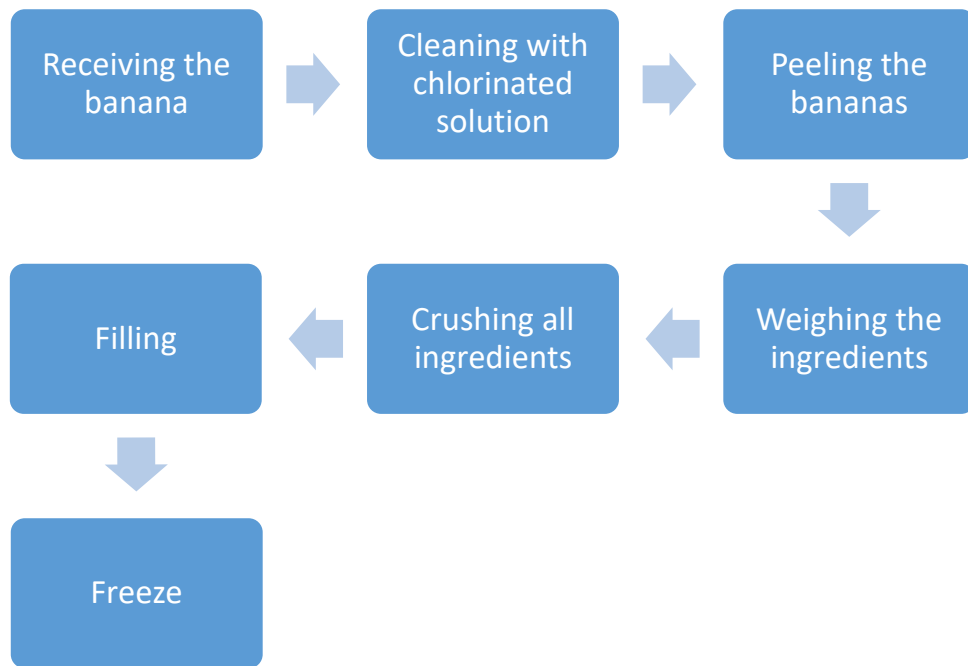 Receiving the
banana
Cleaning with
chlorinated
solution
Peeling the
bananas
Weighing the
ingredients
Crushing all
ingredients
Filling
Freeze